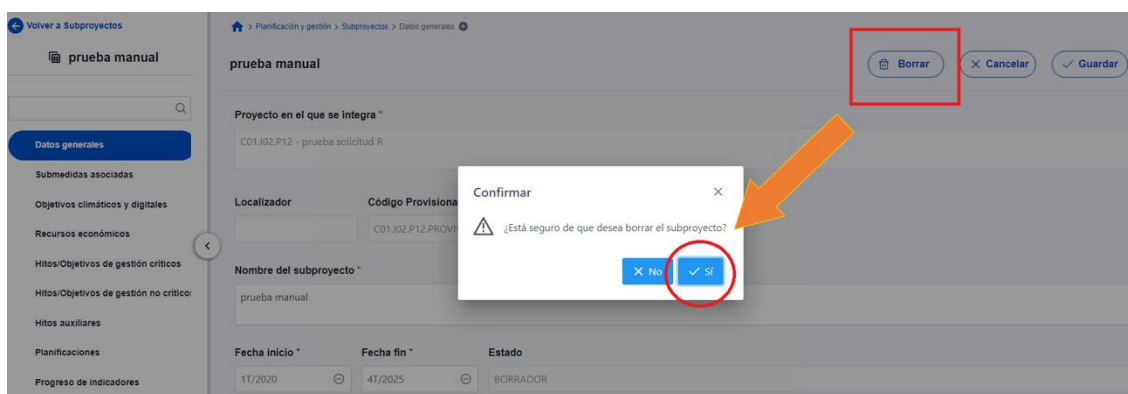 Volver a Subproyectos
> Planificación y gestión > Subproyectos > Datos generales
prueba manual
prueba manual
Borrar
Cancelar
Guardar
Proyecto en el que se integra *
Datos generales
C01.I02.P12 - prueba solicitud R
Submedidas asociadas
Confirmar
Objetivos climáticos y digitales
Localizador
Código Provisiona
¿Está seguro de que desea borrar el subproyecto?
Recursos económicos
C01.I02.P12.PROVIS
Hitos/Objetivos de gestión críticos
Nombre del subproyecto *
No
Sí
Hitos/Objetivos de gestión no críticos
prueba manual
Hitos auxiliares
Planificaciones
Fecha inicio *
Fecha fin *
Estado
Progreso de indicadores
1T/2020
4T/2025
BORRADOR